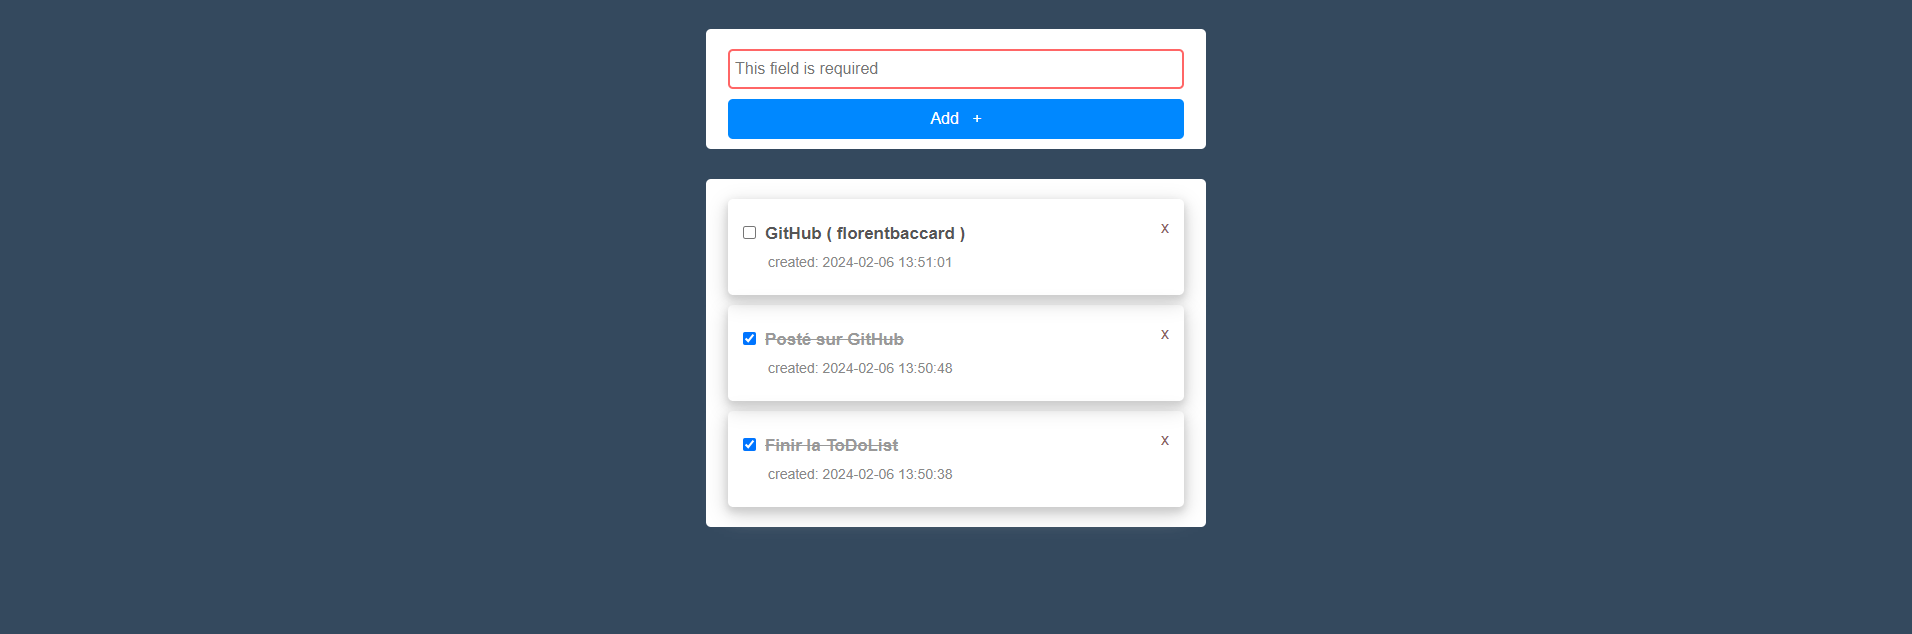 This field is required
Add +
GitHub ( florentbaccard )
x
created: 2024-02-06 13:51:01
Posté sur GitHub
x
created: 2024-02-06 13:50:48
Finir la ToDoList
x
created: 2024-02-06 13:50:38